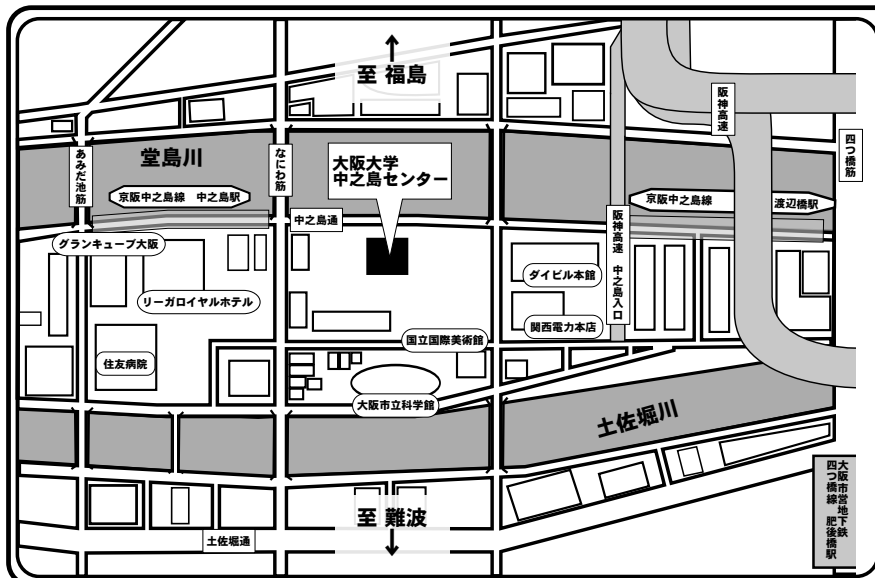 至 福島
阪神高速
四つ橋筋
あみだ池筋
堂島川
なにわ筋
大阪大学
中之島センター
京阪中之島線　中之島駅
京阪中之島線
渡辺橋駅
中之島通
阪神高速　中之島入口
グランキューブ大阪
リーガロイヤルホテル
ダイビル本館
関西電力本店
国立国際美術館
住友病院
大阪市立科学館
土佐堀川
大阪市営地下鉄
四つ橋線　肥後橋駅
至 難波
土佐堀通